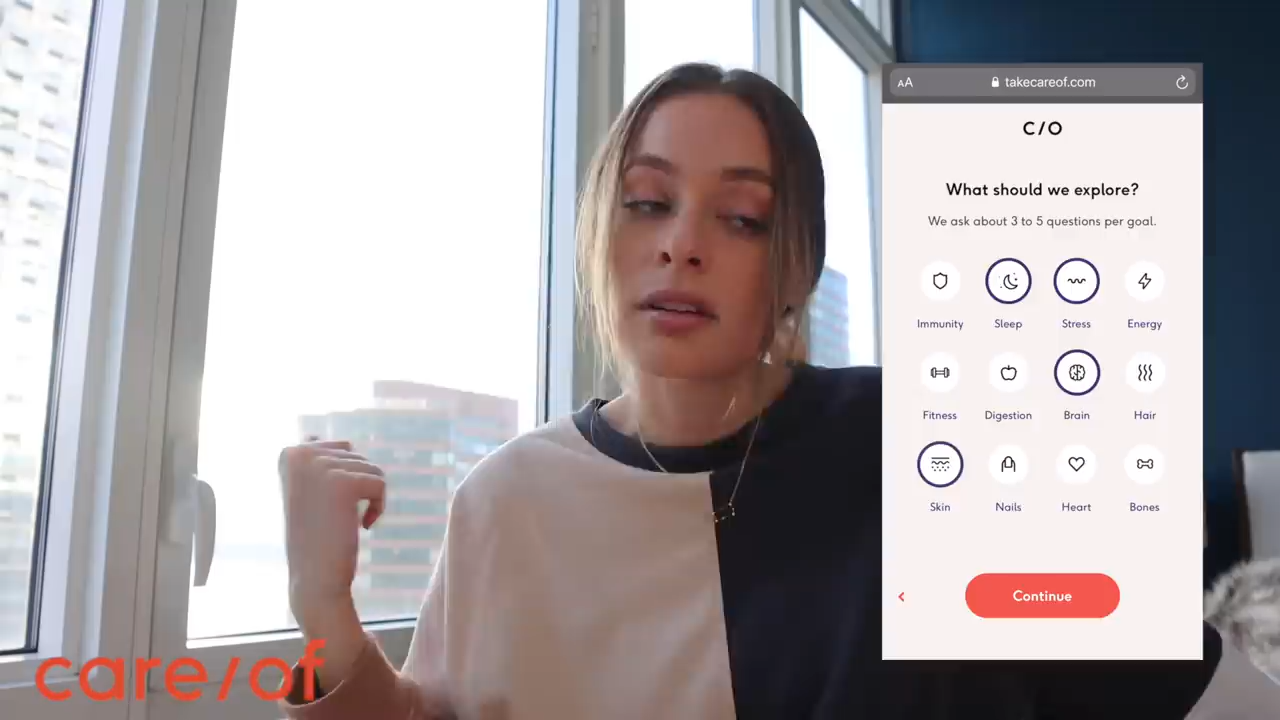 AA takecareof.com
C/O
What should we explore?
We ask about 3 to 5 questions per goal.
Immunity Sleep Stress Energy
Fitness Digestion Brain Hair
Skin Nails Heart Bones
Continue
care/of